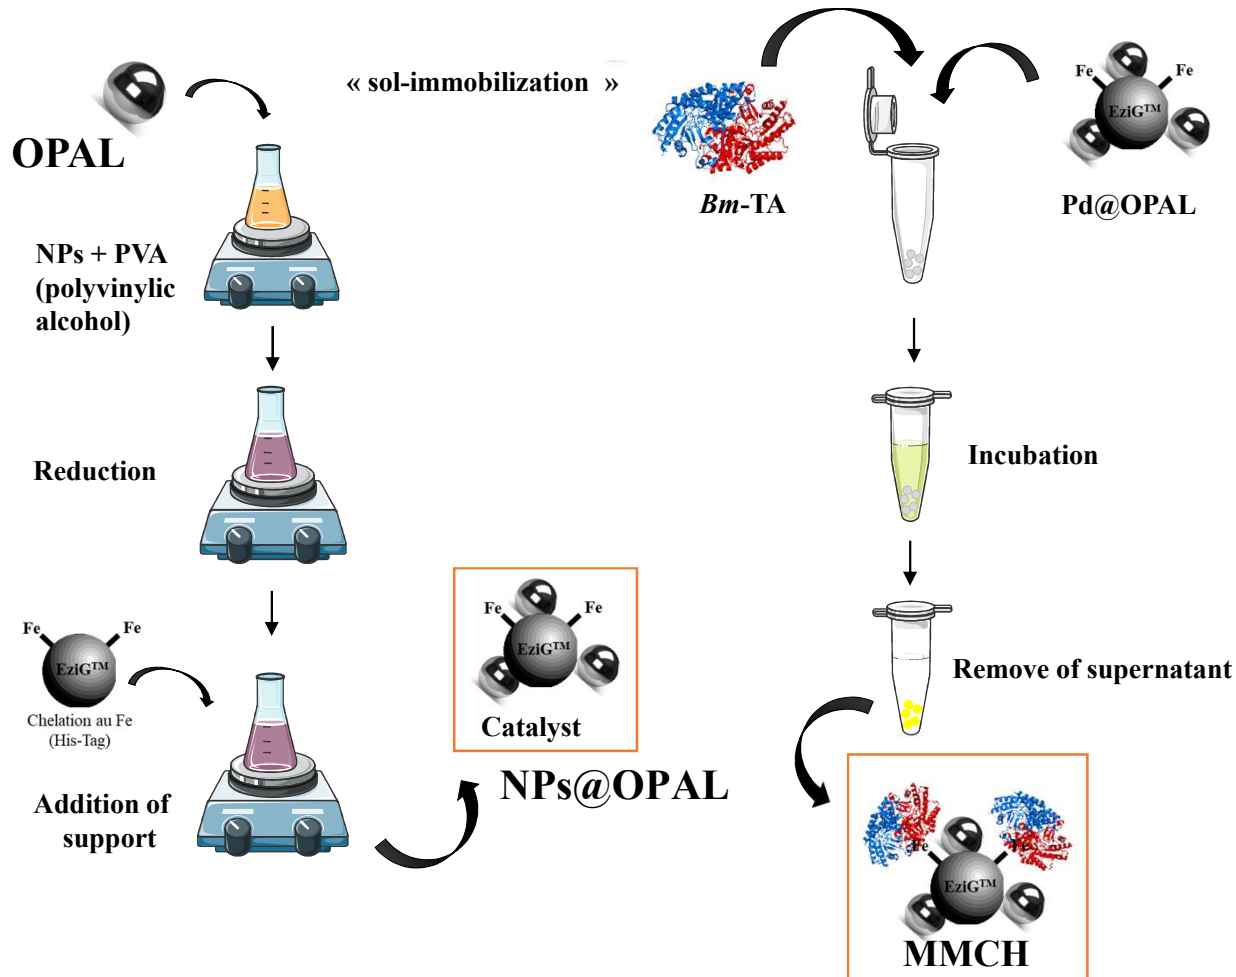 « sol-immobilization »
OPAL
NPs + PVA
(polyvinylic
alcohol)
Reduction
Fe Fe
EziG™
Chelation au Fe
(His-Tag)
Addition of
support
Fe Fe
EziG™
Catalyst
NPs@OPAL
Bm-TA
Fe Fe
EziG™
Pd@OPAL
Incubation
Remove of supernatant
Fe Fe
EziG™
MMCH